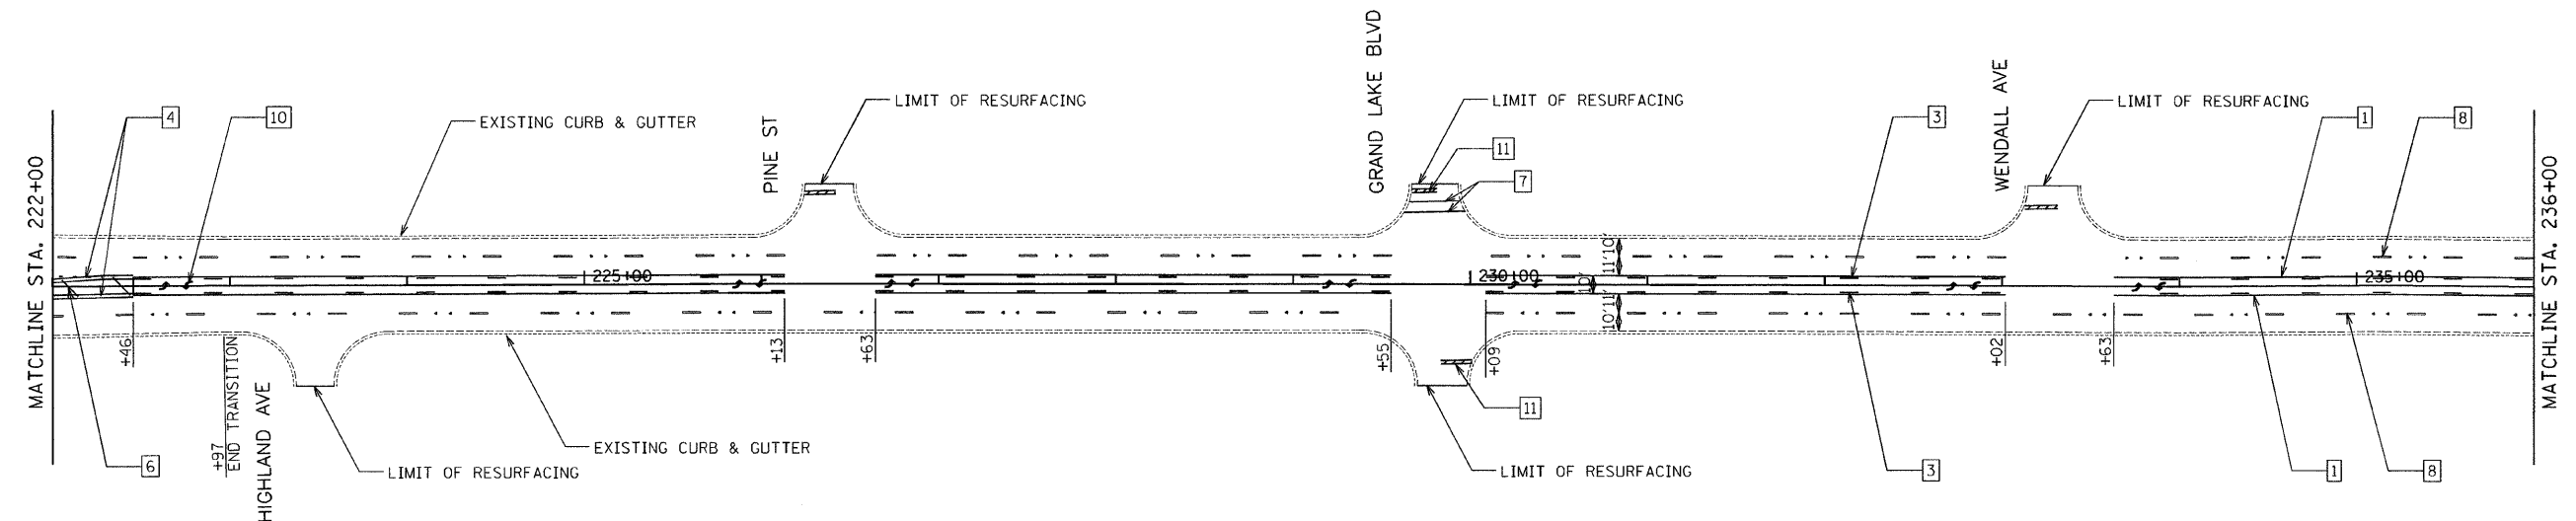 MATCHLINE STA. 222+00
4
10
EXISTING CURB & GUTTER
PINE ST
LIMIT OF RESURFACING
GRAND LAKE BLVD
LIMIT OF RESURFACING
11
7
3
WENDALL AVE
LIMIT OF RESURFACING
1
8
MATCHLINE STA. 236+00
225+00
230+00
235+00
11'10'
10'
10'11'
+46
+97
END TRANSITION
HIGHLAND AVE
+13
+63
+55
+09
+02
+63
6
LIMIT OF RESURFACING
EXISTING CURB & GUTTER
11
LIMIT OF RESURFACING
3
1
8